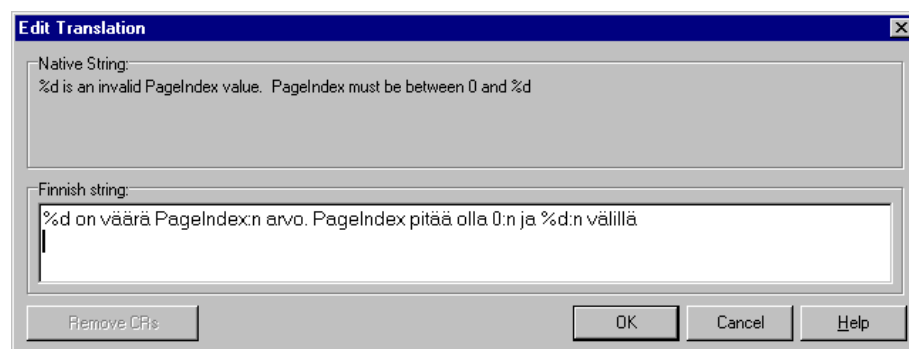 Edit Translation
Native String:
%d is an invalid PageIndex value.  PageIndex must be between 0 and %d
Finnish string:
%d on väärä PageIndex:n arvo. PageIndex pitää olla 0:n ja %d:n välillä
Remove CRs
OK
Cancel
Help